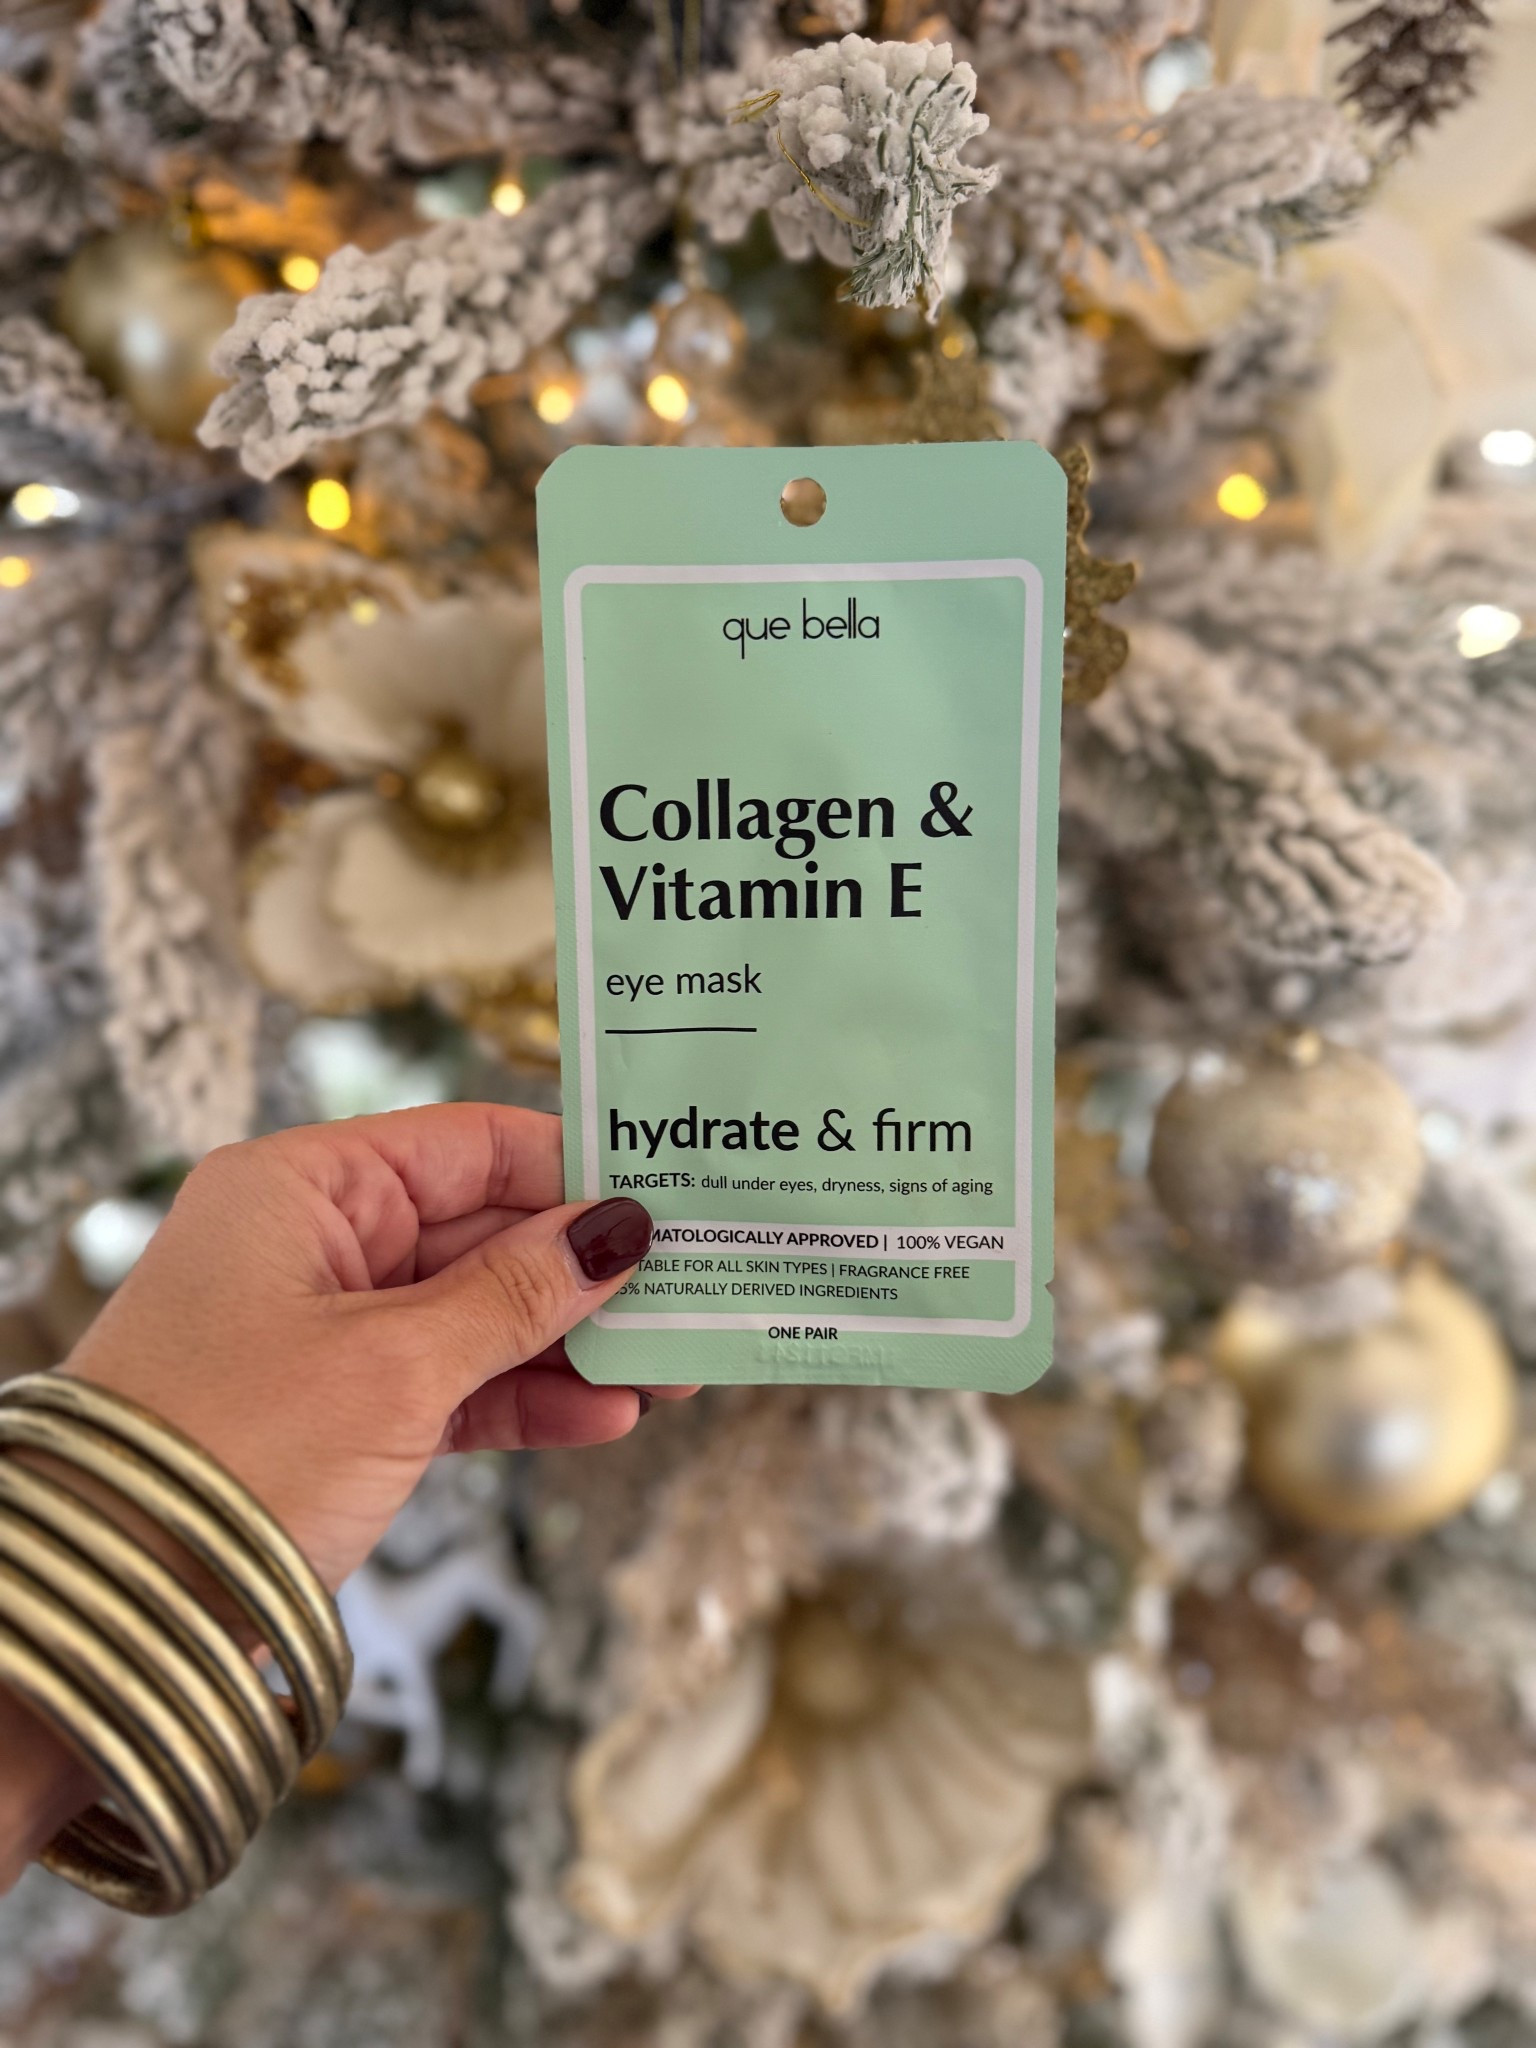 que bella
Collagen &
Vitamin E
eye mask
hydrate & firm
TARGETS: dull under eyes, dryness, signs of aging
MATOLOGICALLY APPROVED | 100% VEGAN
TABLE FOR ALL SKIN TYPES | FRAGRANCE FREE
5% NATURALLY DERIVED INGREDIENTS
ONE PAIR